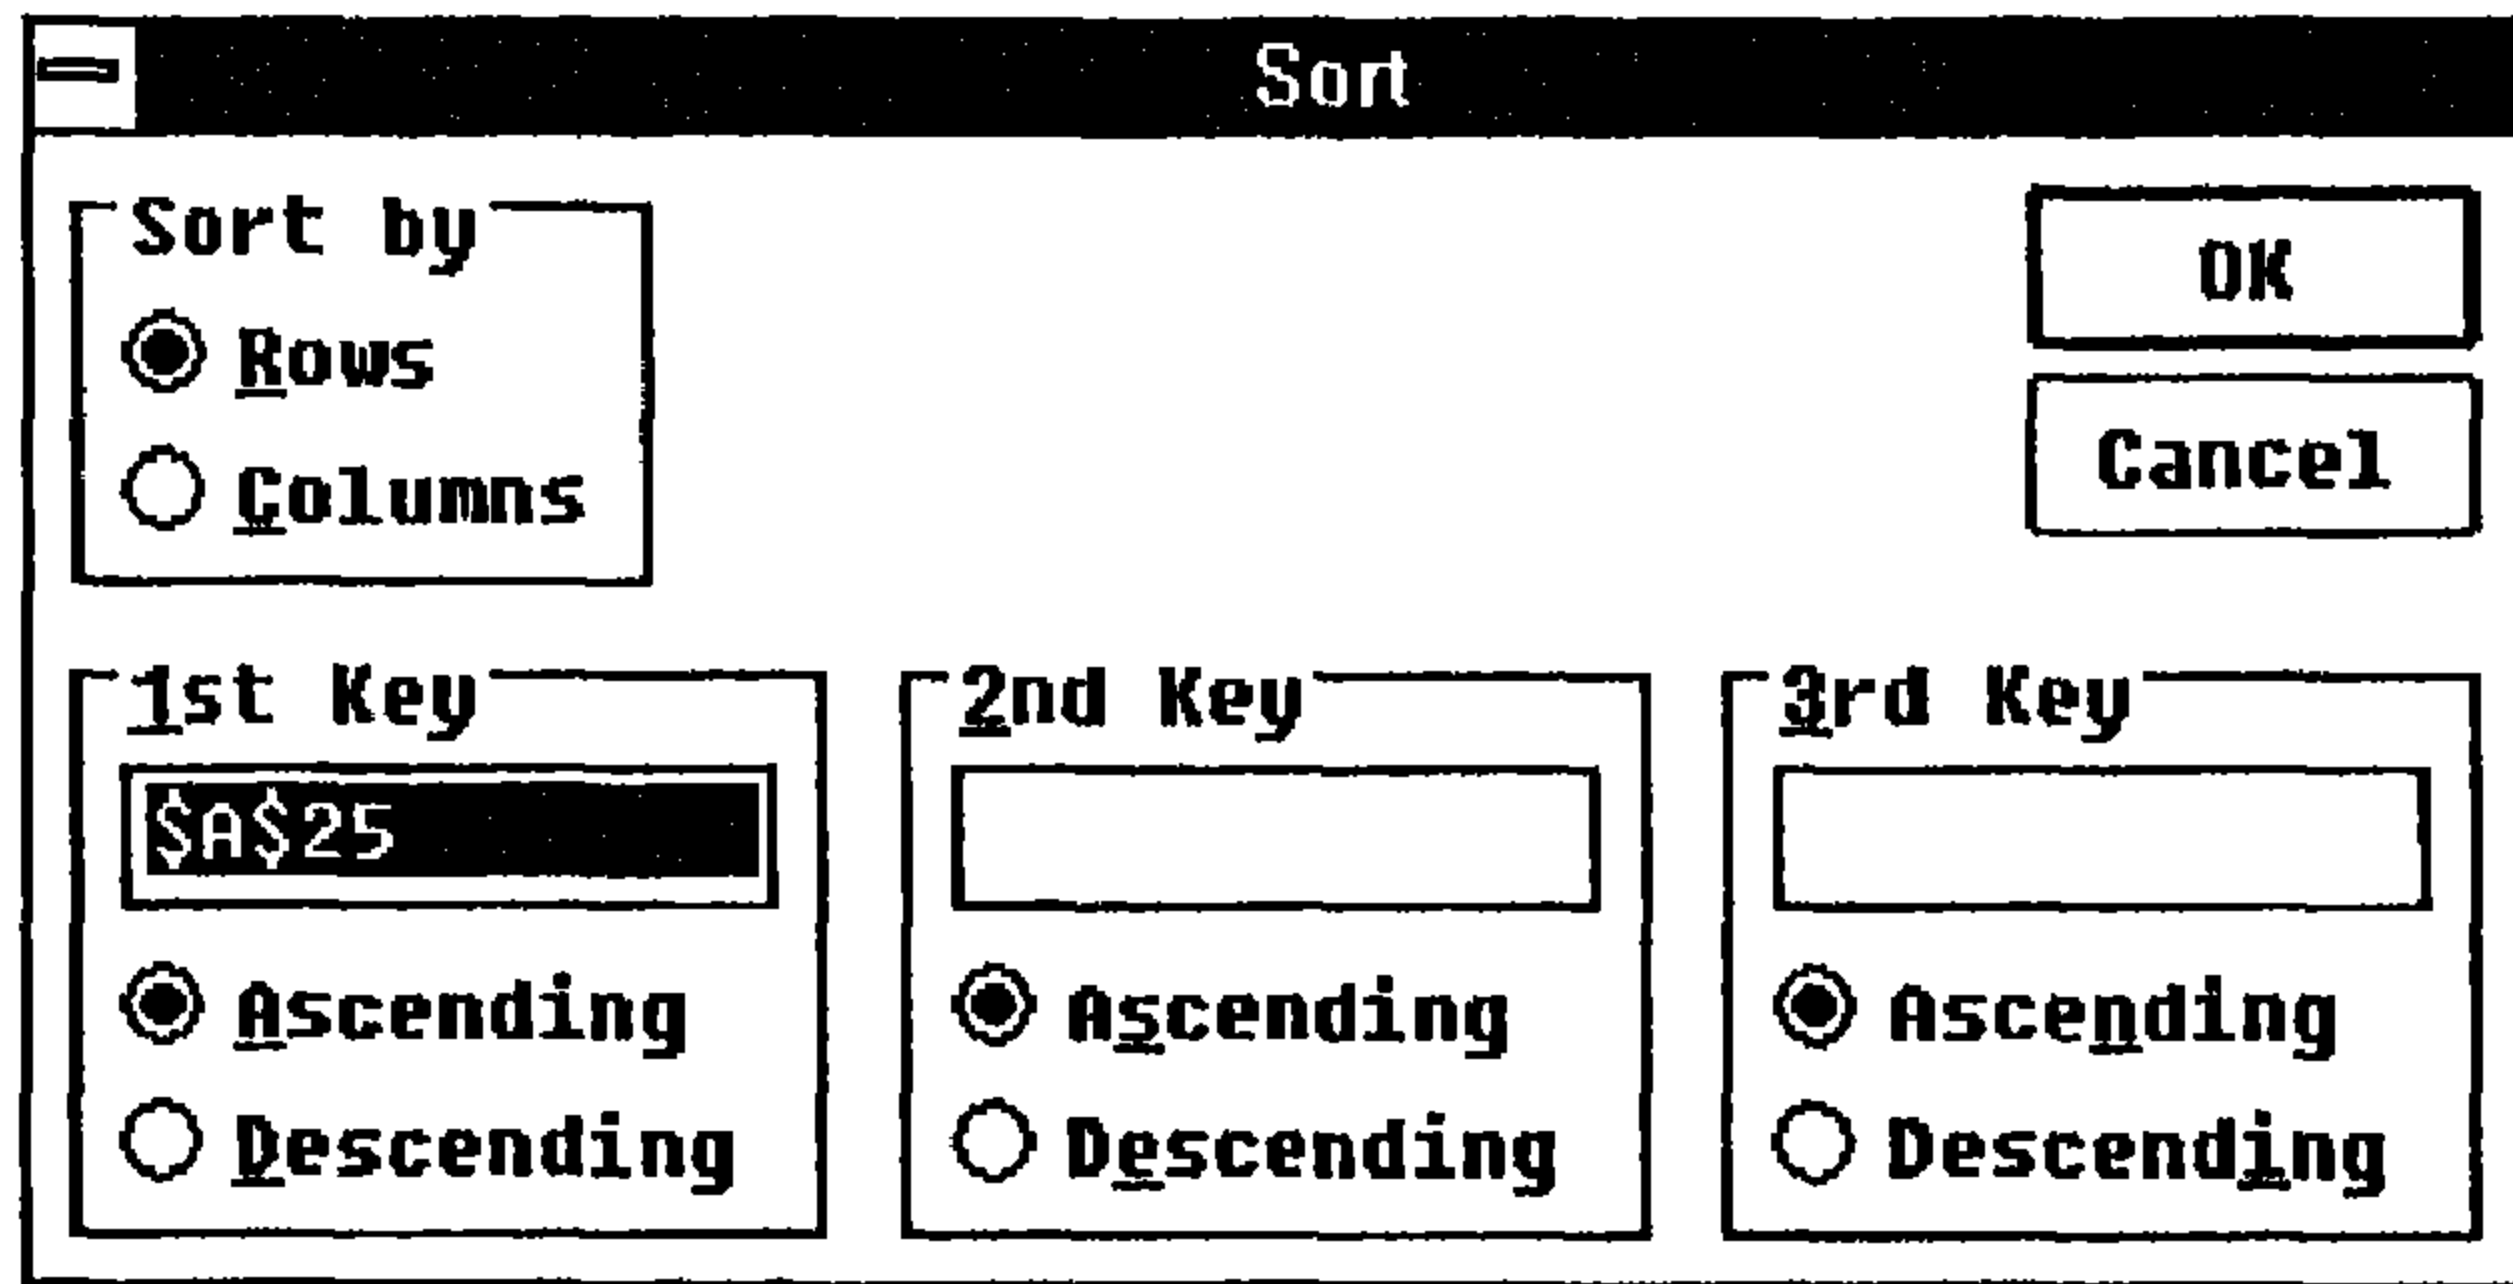 Sort
Sort by
Rows
Columns
OK
Cancel
1st Key
$A$25
Ascending
Descending
2nd Key
Ascending
Descending
3rd Key
Ascending
Descending